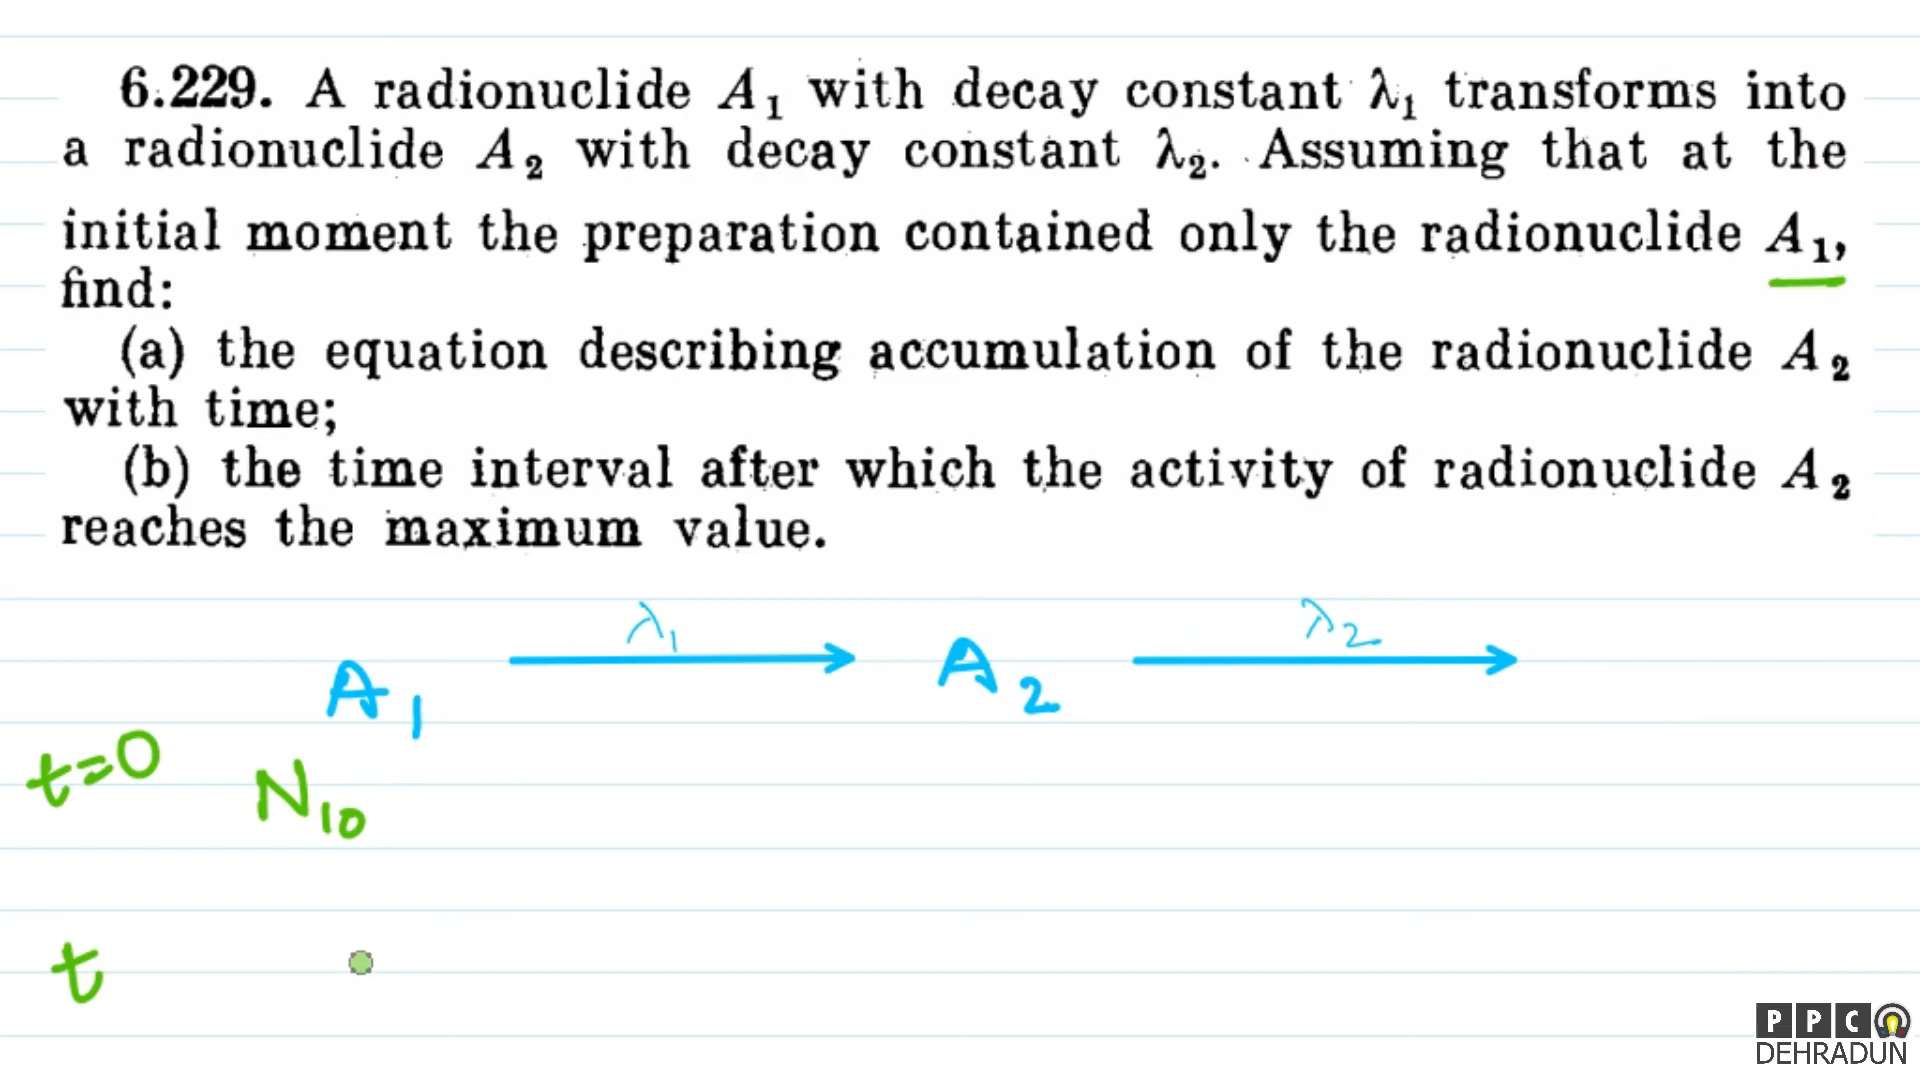 6.229. A radionuclide A₁ with decay constant λ₁ transforms into
a radionuclide A₂ with decay constant λ₂. Assuming that at the
initial moment the preparation contained only the radionuclide A₁,
find:
(a) the equation describing accumulation of the radionuclide A₂
with time;
(b) the time interval after which the activity of radionuclide A₂
reaches the maximum value.
λ₁ λ₂
A₁ A₂
t=0 N₁₀
t
PPC
DEHRADUN